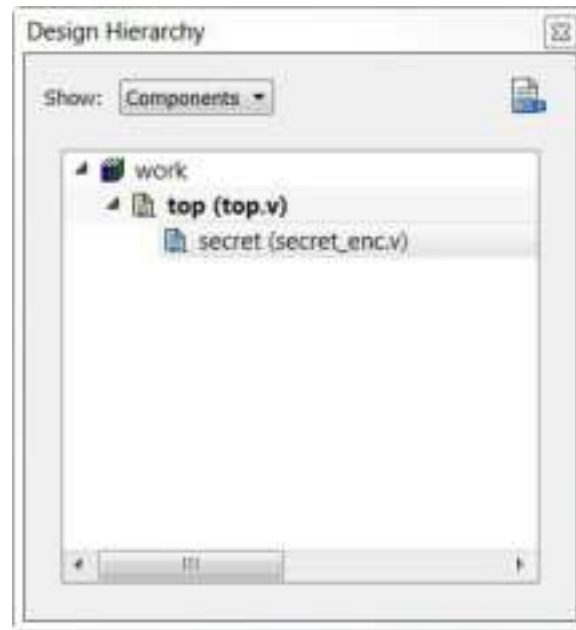 Design Hierarchy
Show: Components
work
top (top.v)
secret (secret_enc.v)